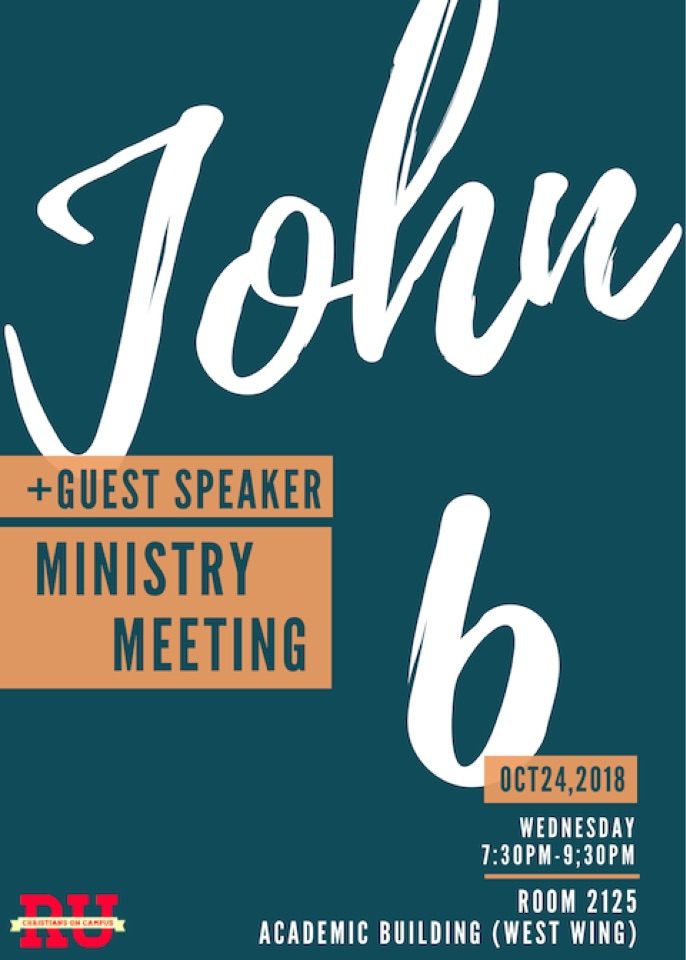 John
+GUEST SPEAKER
MINISTRY
MEETING
6
OCT24,2018
WEDNESDAY
7:30PM-9;30PM
ROOM 2125
ACADEMIC BUILDING (WEST WING)
RU
CHRISTIANS ON CAMPUS